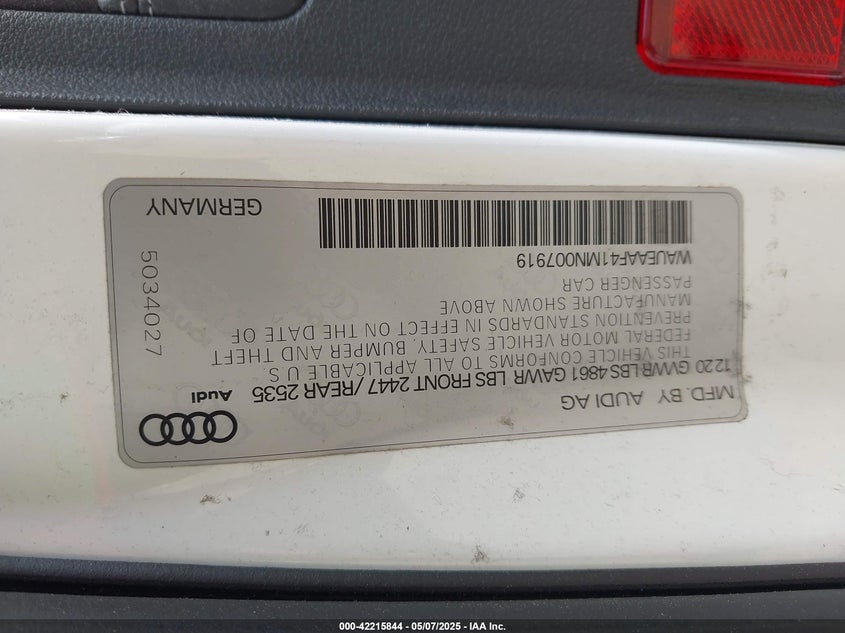 MFD. BY AUDI AG
1220 GVWR LBS 4861 GAWR LBS FRONT 2447 / REAR 2535
THIS VEHICLE CONFORMS TO ALL APPLICABLE U.S.
FEDERAL MOTOR VEHICLE SAFETY, BUMPER AND THEFT
PREVENTION STANDARDS IN EFFECT ON THE DATE OF
MANUFACTURE SHOWN ABOVE
PASSENGER CAR
WAUEAAF41MN007919
Audi
5034027
GERMANY
000-42215844 - 05/07/2025 - IAA Inc.